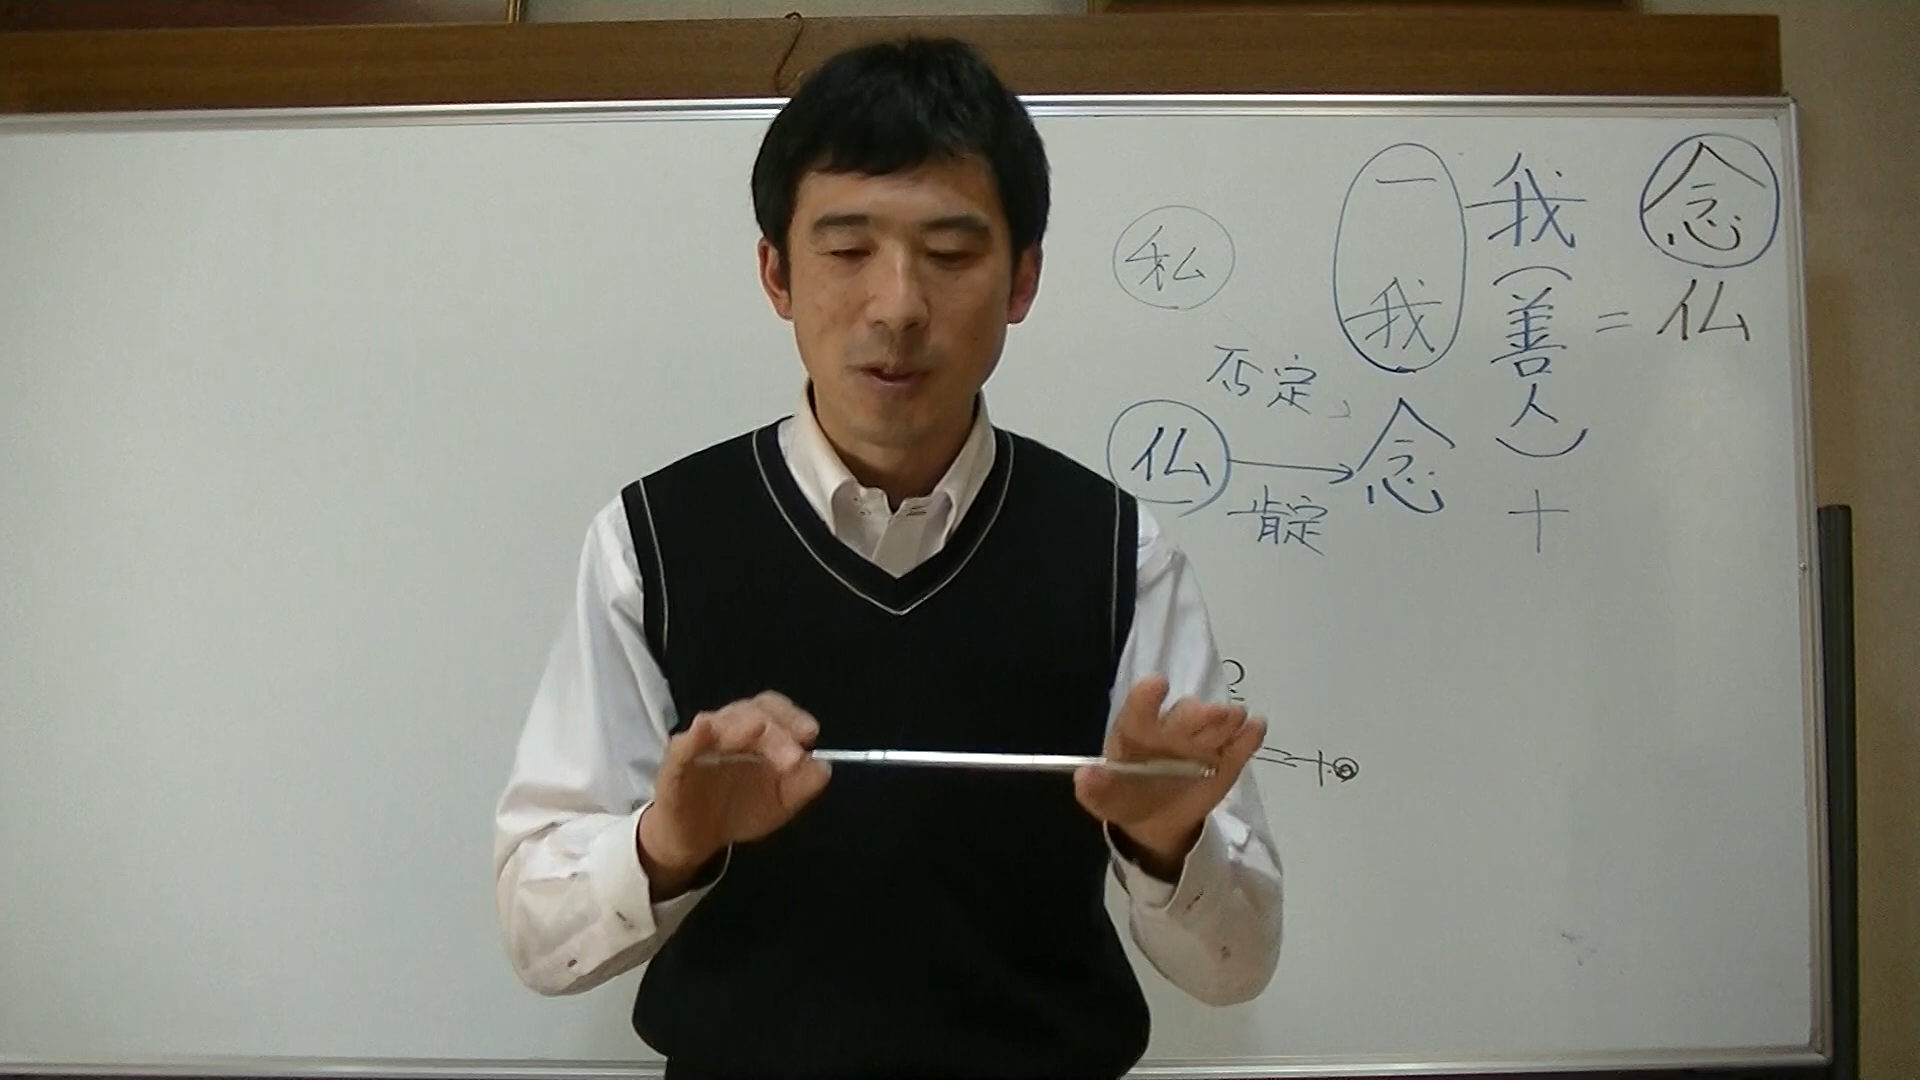 念仏
=
我(善人)+
一我
念
否定、
肯定
私
仏